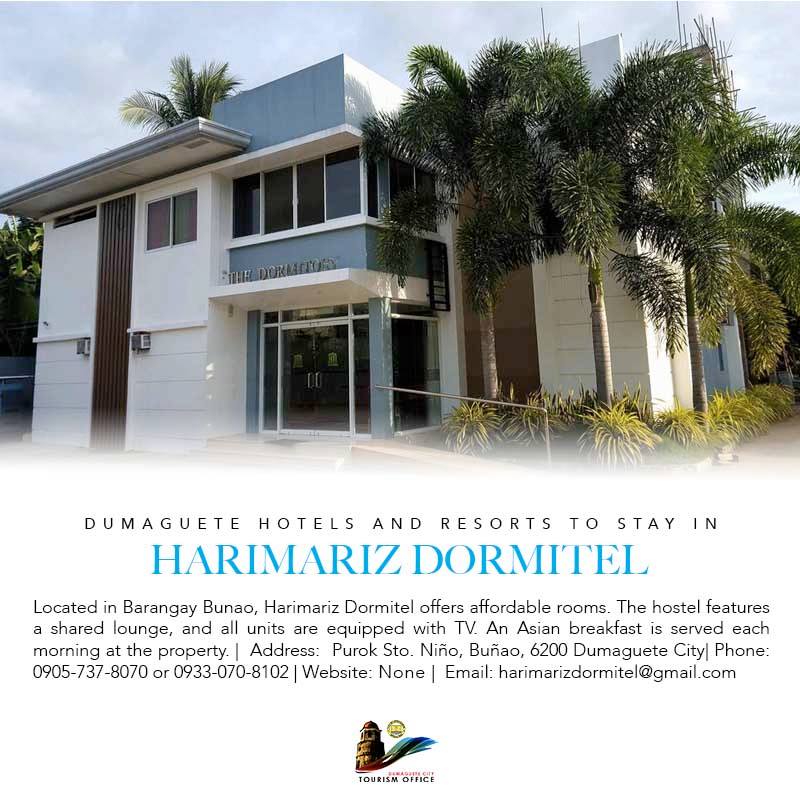 THE DORMITORY
DUMAGUETE HOTELS AND RESORTS TO STAY IN
HARIMARIZ DORMITEL
Located in Barangay Bunao, Harimariz Dormitel offers affordable rooms. The hostel features
a shared lounge, and all units are equipped with TV. An Asian breakfast is served each
morning at the property. | Address: Purok Sto. Niño, Buñao, 6200 Dumaguete City| Phone:
0905-737-8070 or 0933-070-8102 | Website: None | Email: harimarizdormitel@gmail.com
DUMAGUETE CITY
TOURISM OFFICE